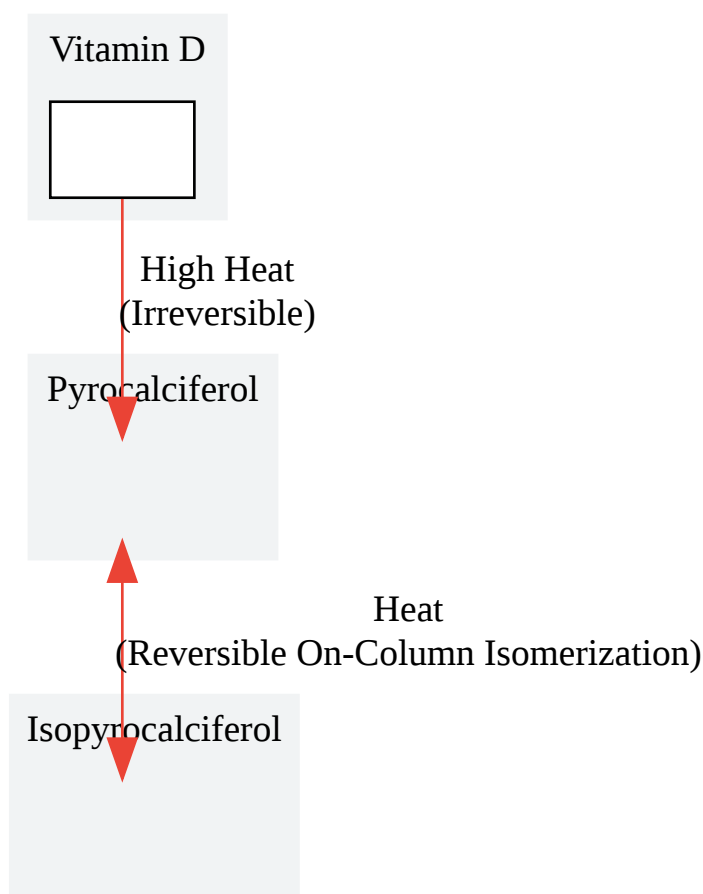 Vitamin D
High Heat
(Irreversible)
Pyrocalciferol
Heat
(Reversible On-Column Isomerization)
Isopyrocalciferol